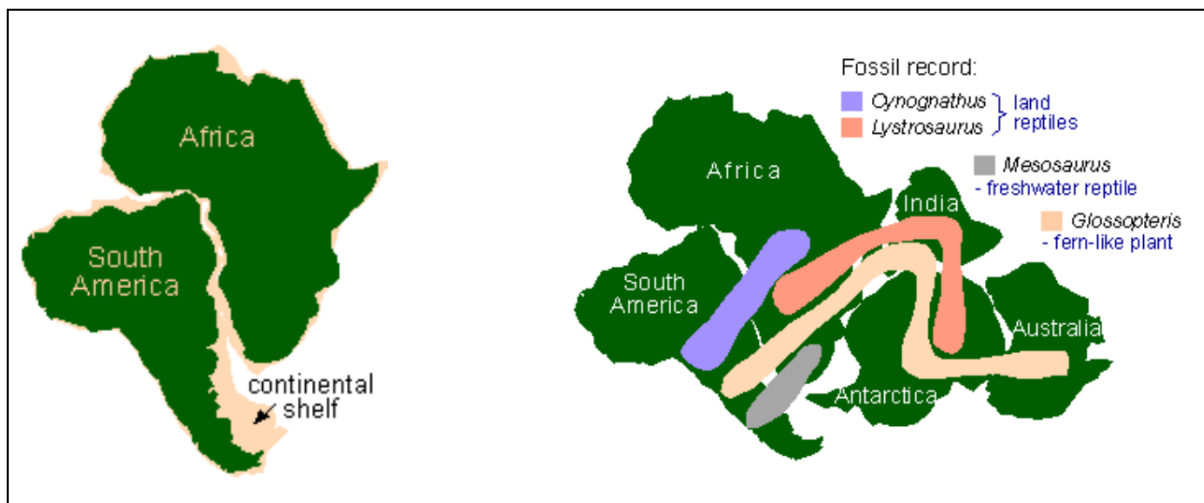 Africa
South
America
continental
shelf
Fossil record:
Cynognathus
Lystrosaurus
land
reptiles
Mesosaurus
- freshwater reptile
Glossopteris
- fern-like plant
Africa
India
South
America
Australia
Antarctica